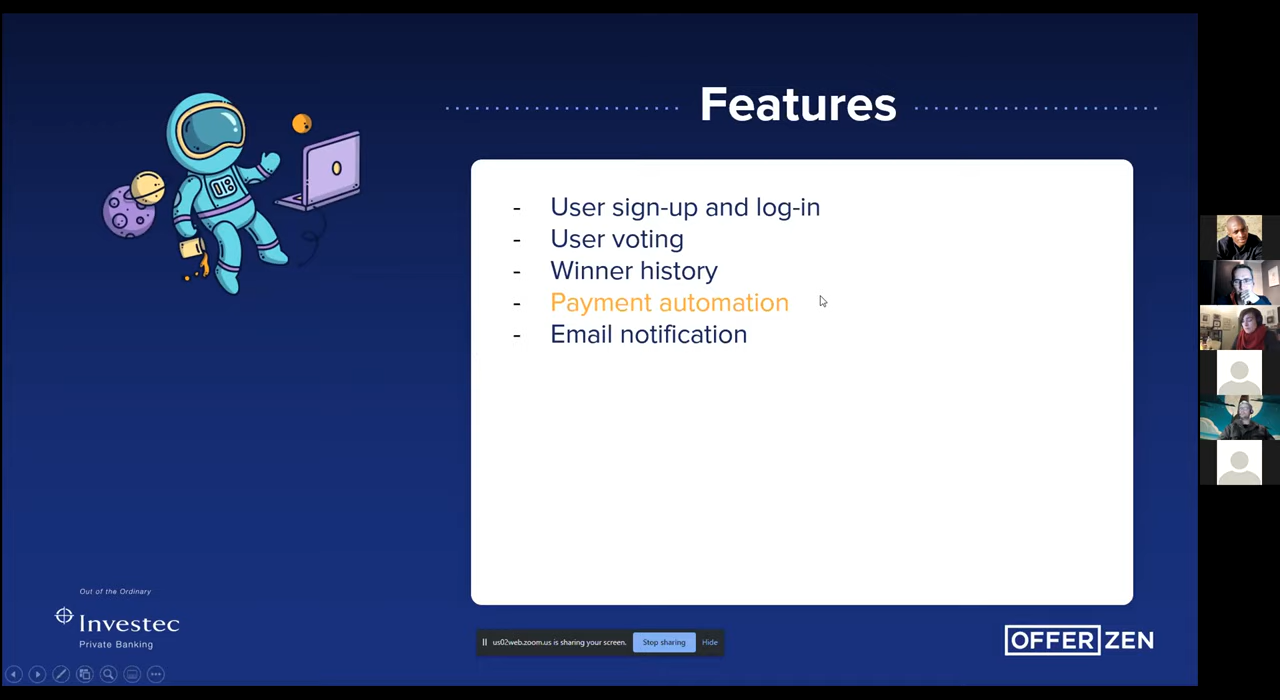 Features
- User sign-up and log-in
- User voting
- Winner history
- Payment automation
- Email notification
Out of the Ordinary
Investec
Private Banking
us02web.zoom.us is sharing your screen.
Stop sharing
Hide
OFFERZEN